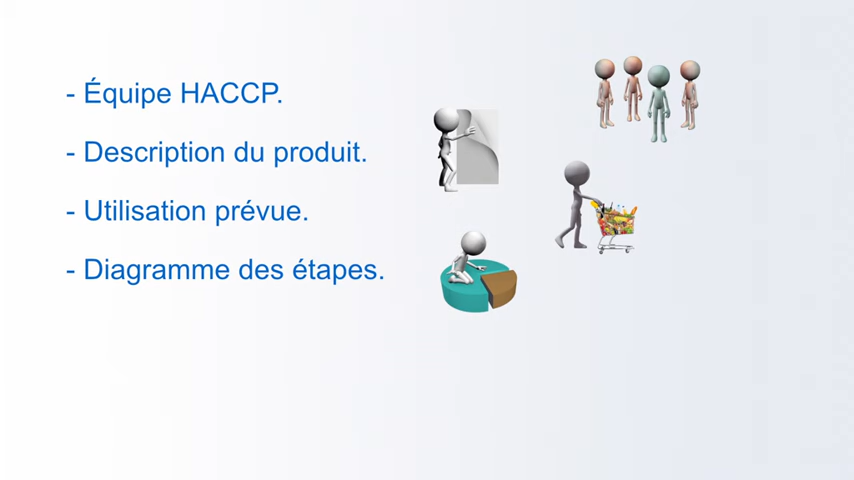 - Équipe HACCP.
- Description du produit.
- Utilisation prévue.
- Diagramme des étapes.